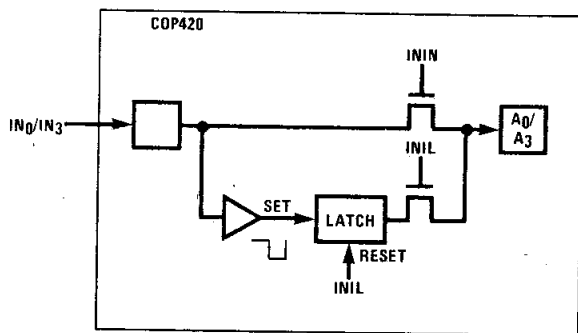 COP420
ININ
IN0/IN3
A0/
A3
INIL
SET
LATCH
RESET
INIL